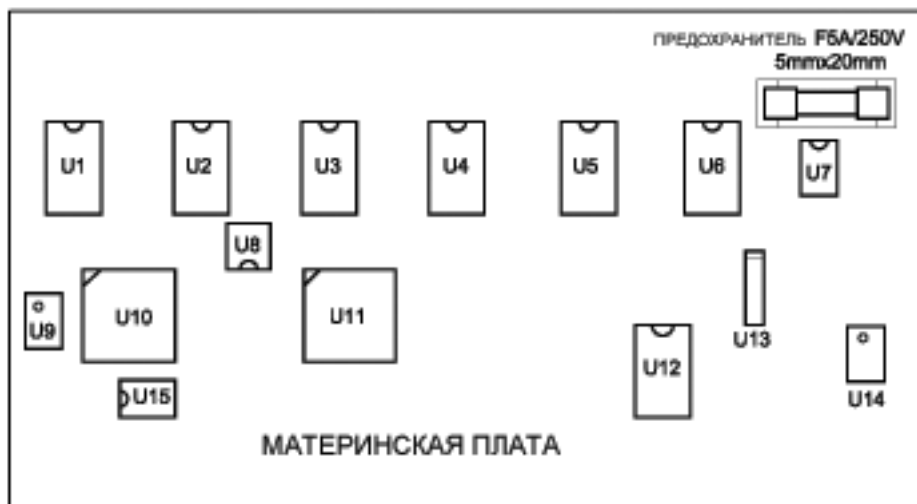 ПРЕДОХРАНИТЕЛЬ F5A/250V
5mmx20mm
U1
U2
U3
U4
U5
U6
U7
U8
U9
U10
U11
U12
U13
U14
U15
МАТЕРИНСКАЯ ПЛАТА